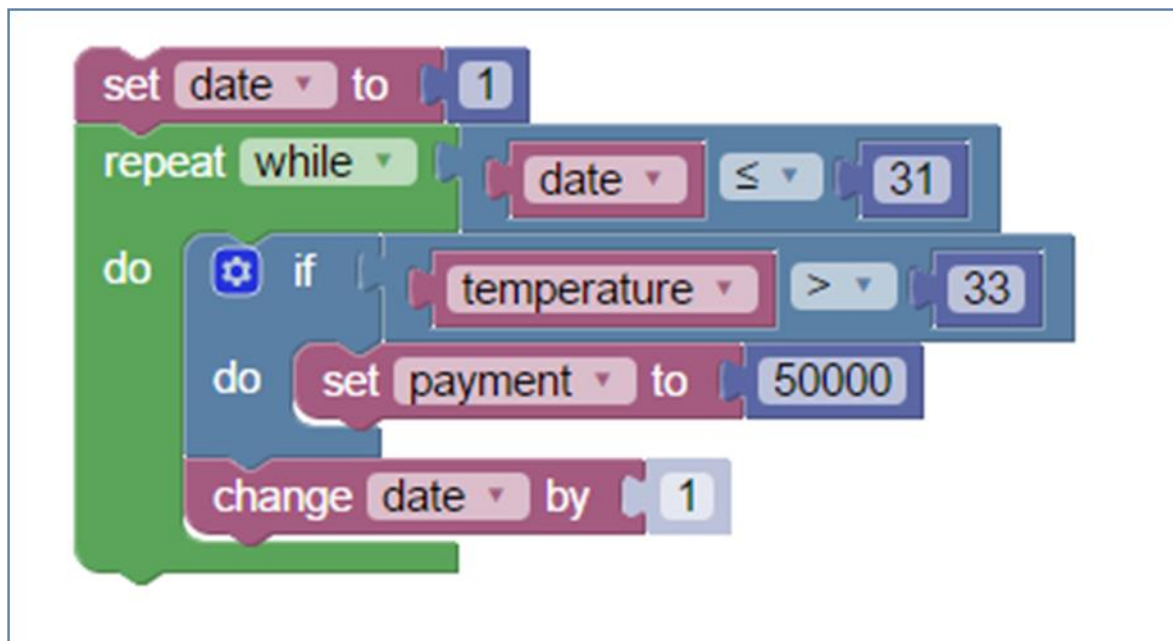 set date to 1
repeat while date ≤ 31
do if temperature > 33
do set payment to 50000
change date by 1